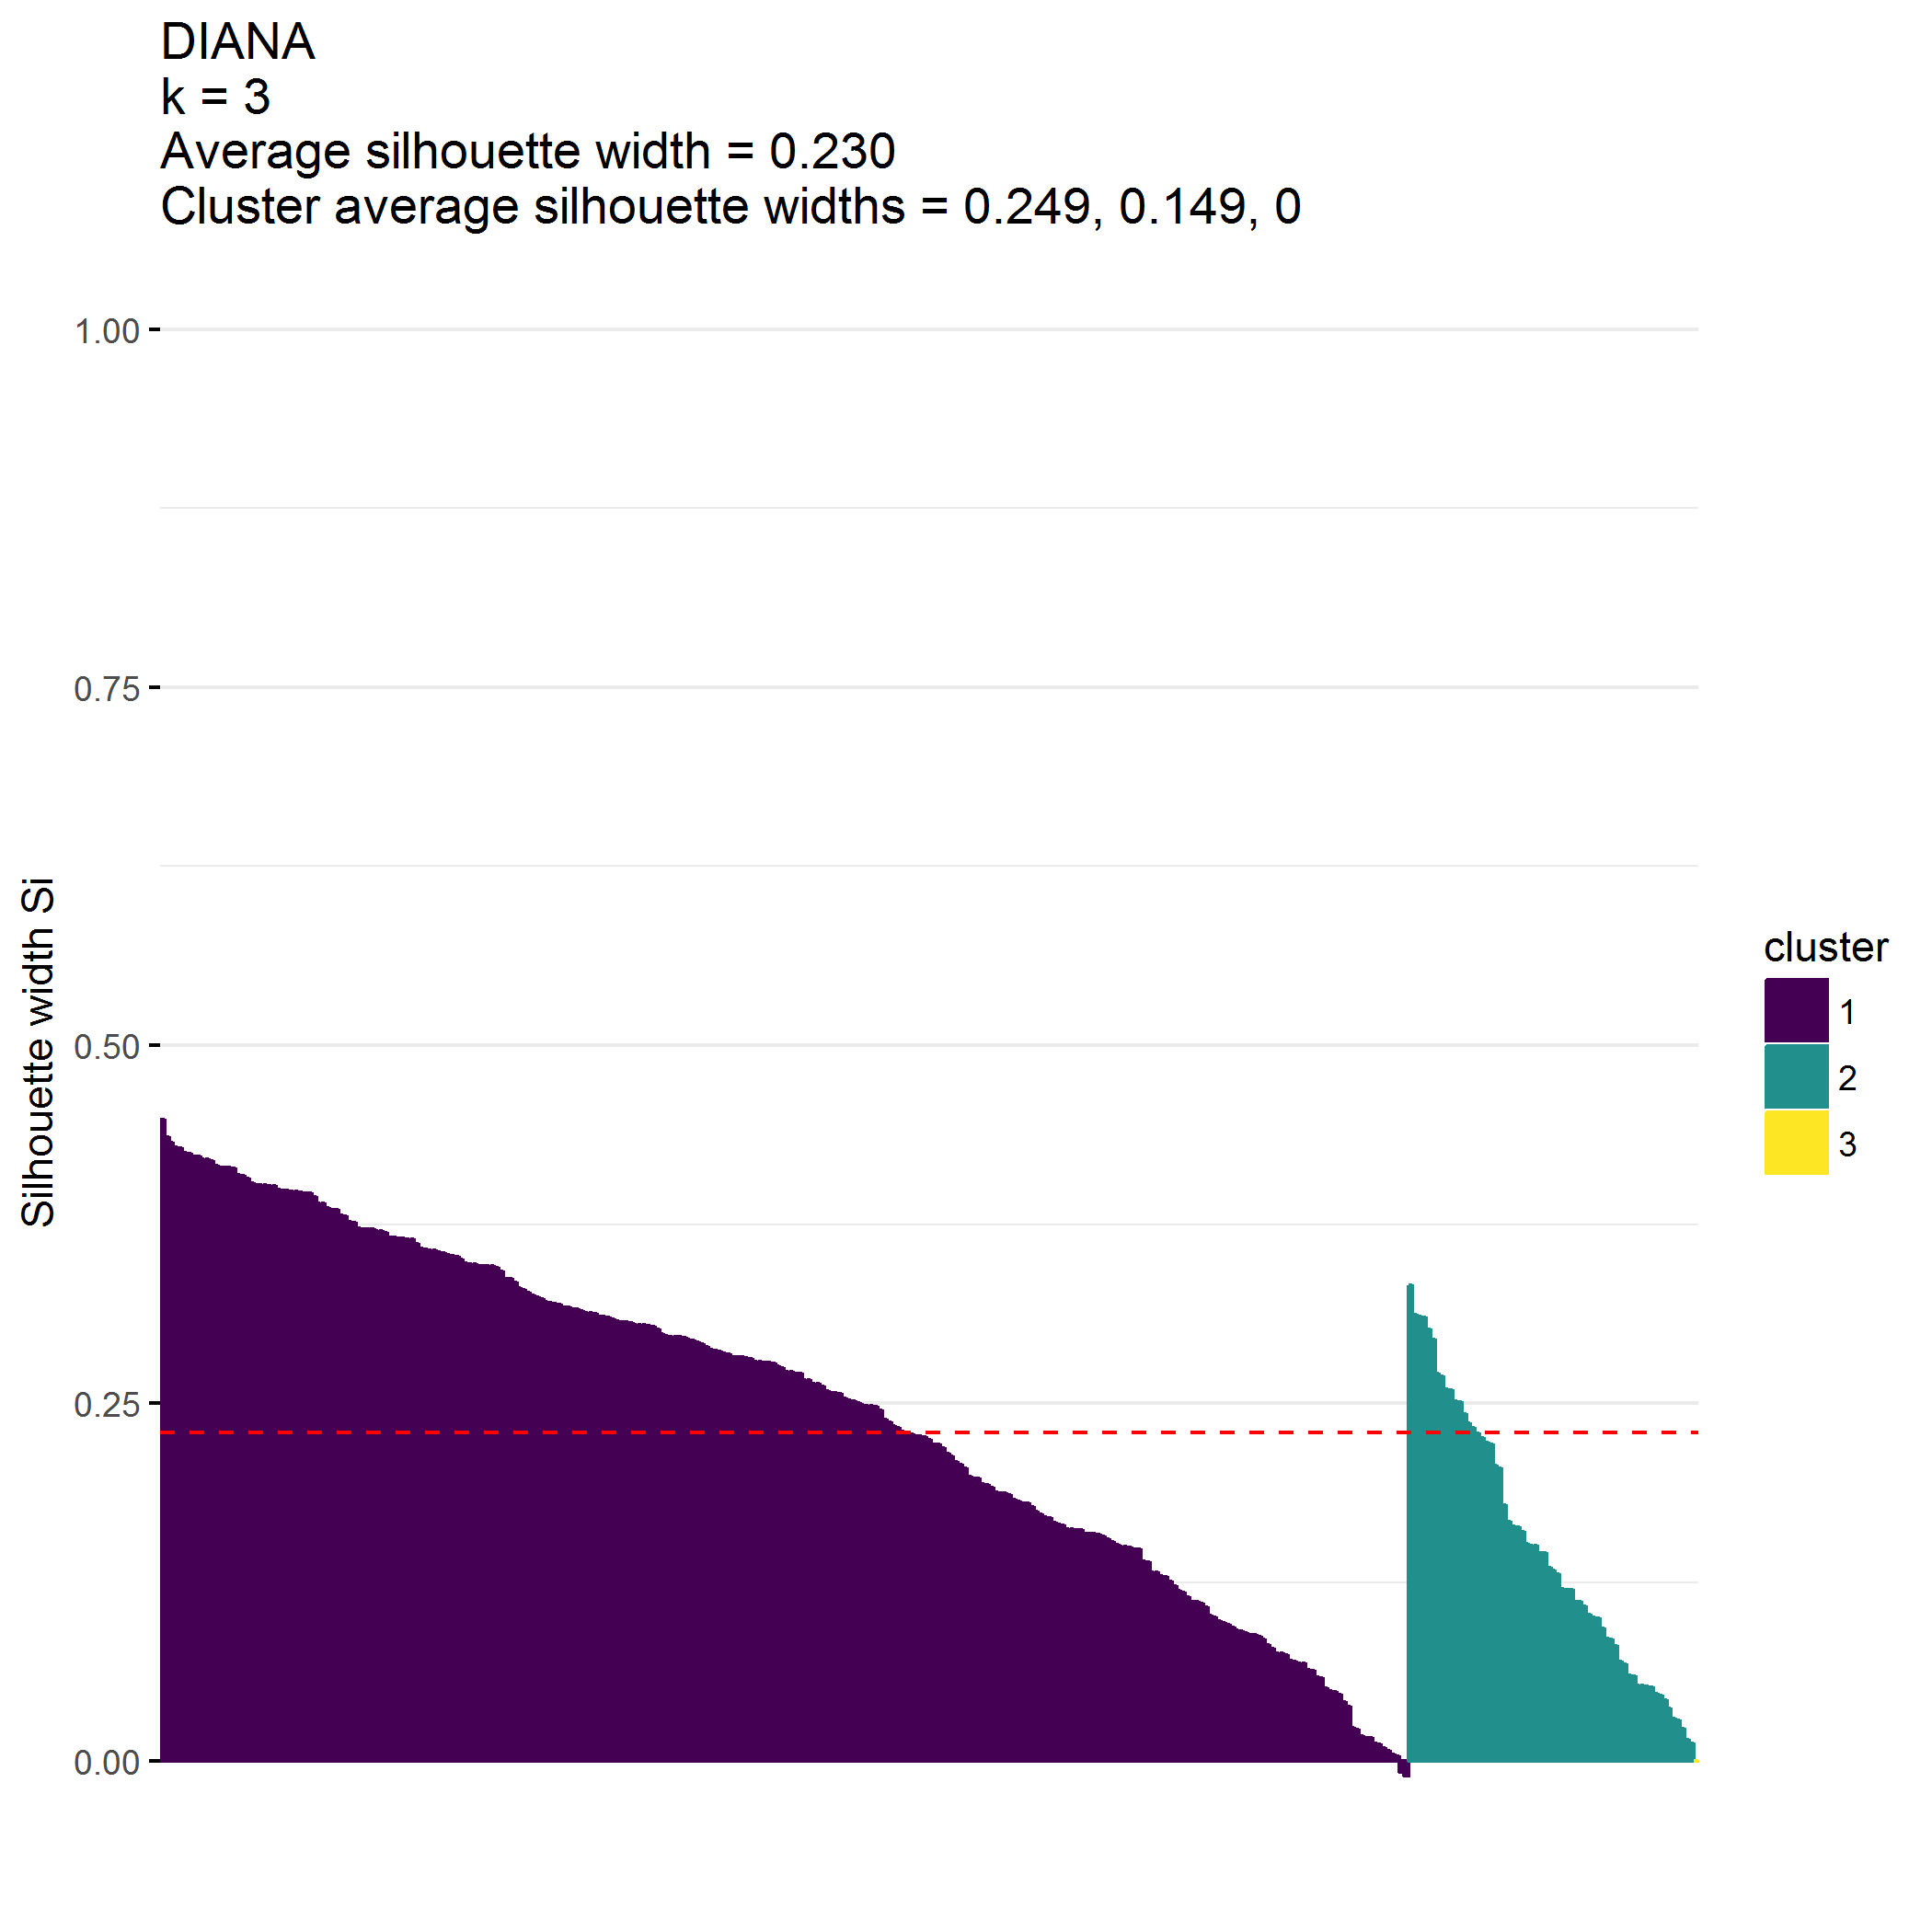 DIANA
k = 3
Average silhouette width = 0.230
Cluster average silhouette widths = 0.249, 0.149, 0
1.00
0.75
0.50
0.25
0.00
Silhouette width Si
cluster
1
2
3